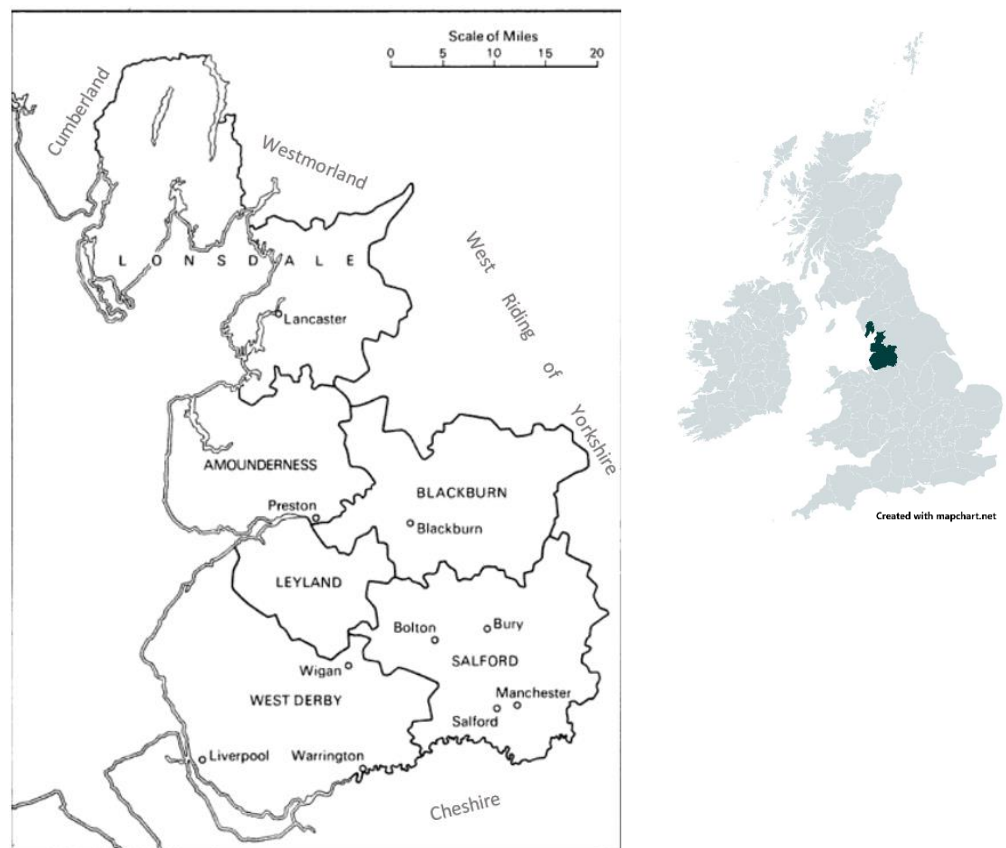 Scale of Miles
0 5 10 15 20
Cumberland
Westmorland
West Riding of Yorkshire
L O N S D A L E
Lancaster
AMOUNDERNESS
Preston
BLACKBURN
Blackburn
LEYLAND
Bolton
Bury
SALFORD
Wigan
Manchester
Salford
WEST DERBY
Liverpool
Warrington
Cheshire
Created with mapchart.net